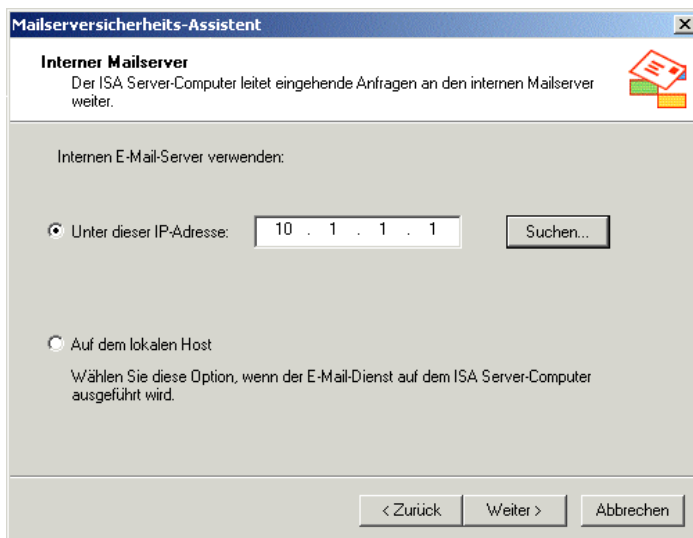 Mailserversicherheits-Assistent
Interner Mailserver
Der ISA Server-Computer leitet eingehende Anfragen an den internen Mailserver
weiter.
Internen E-Mail-Server verwenden:
Unter dieser IP-Adresse: 10 . 1 . 1 . 1 Suchen...
Auf dem lokalen Host
Wählen Sie diese Option, wenn der E-Mail-Dienst auf dem ISA Server-Computer
ausgeführt wird.
< Zurück Weiter > Abbrechen